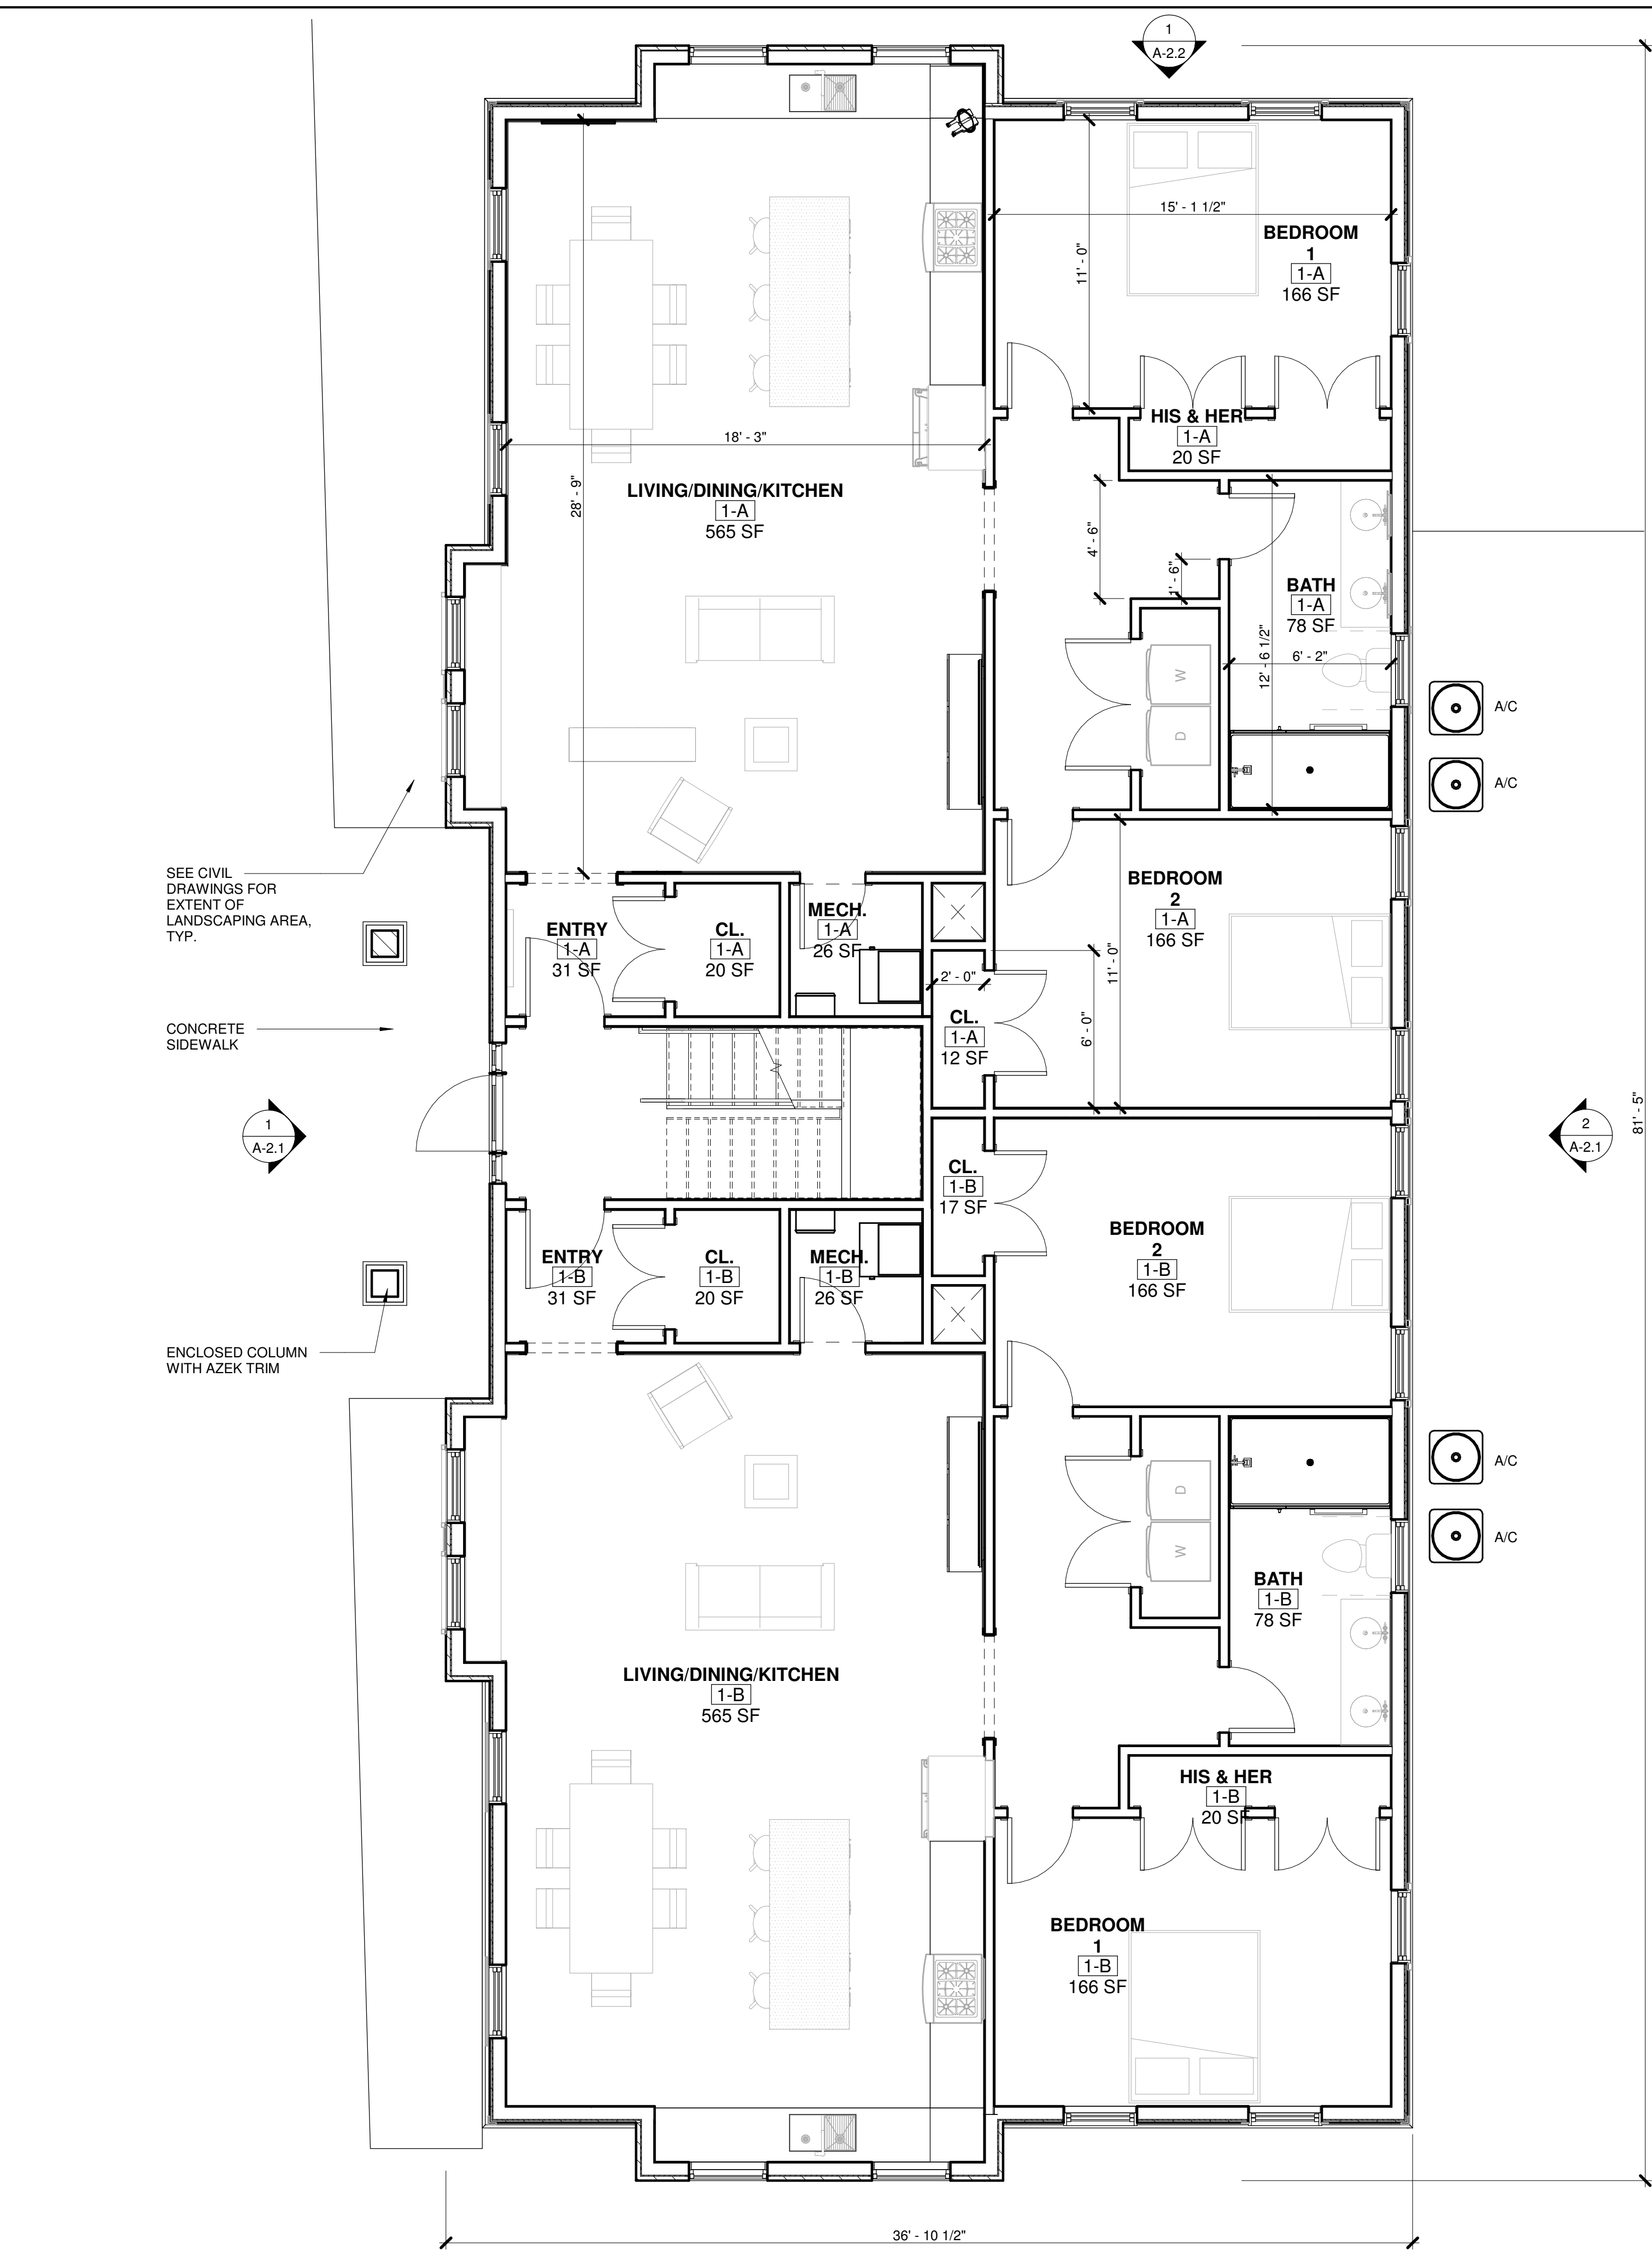 1
A-2.2
15' - 1 1/2"
11' - 0"
BEDROOM
1
1-A
166 SF
HIS & HER
1-A
20 SF
18' - 3"
28' - 9"
LIVING/DINING/KITCHEN
1-A
565 SF
4' - 6"
1' - 6"
BATH
1-A
78 SF
12' - 6 1/2"
6' - 2"
W
D
A/C
A/C
SEE CIVIL
DRAWINGS FOR
EXTENT OF
LANDSCAPING AREA,
TYP.
ENTRY
1-A
31 SF
CL.
1-A
20 SF
MECH.
1-A
26 SF
BEDROOM
2
1-A
166 SF
2' - 0"
11' - 0"
6' - 0"
CL.
1-A
12 SF
CONCRETE
SIDEWALK
1
A-2.1
2
A-2.1
81' - 5"
CL.
1-B
17 SF
BEDROOM
2
1-B
166 SF
ENTRY
1-B
31 SF
CL.
1-B
20 SF
MECH.
1-B
26 SF
ENCLOSED COLUMN
WITH AZEK TRIM
D
W
A/C
A/C
BATH
1-B
78 SF
LIVING/DINING/KITCHEN
1-B
565 SF
HIS & HER
1-B
20 SF
BEDROOM
1
1-B
166 SF
36' - 10 1/2"